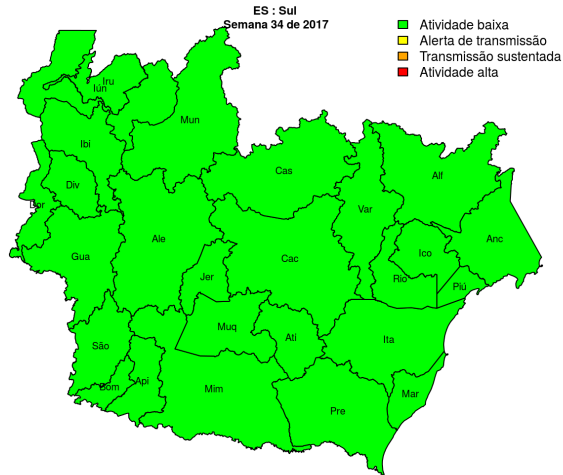 ES : Sul
Semana 34 de 2017
Atividade baixa
Alerta de transmissão
Transmissão sustentada
Atividade alta
Iru
Iún
Mun
Ibi
Cas
Alf
Div
Dor
Var
Ale
Anc
Ico
Gua
Cac
Jer
Rio
Piú
Muq
Ati
Ita
São
Api
Dom
Mim
Mar
Pre